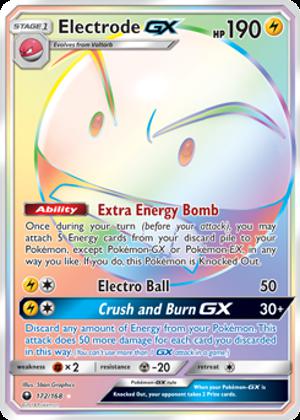 STAGE 1 Electrode GX HP 190
Evolves from Voltorb
Ability Extra Energy Bomb
Once during your turn (before your attack), you may
attach 5 Energy cards from your discard pile to your
Pokémon, except Pokémon-GX or Pokémon-EX, in any
way you like. If you do, this Pokémon is Knocked Out.
Electro Ball 50
Crush and Burn GX 30+
Discard any amount of Energy from your Pokémon. This
attack does 50 more damage for each card you discarded
in this way. (You can't use more than 1 GX attack in a game.)
weakness ×2 resistance -20 retreat
Illus. 5ban Graphics
172/168
Pokémon-GX rule
When your Pokémon-GX is Knocked Out,
your opponent takes 2 Prize cards.